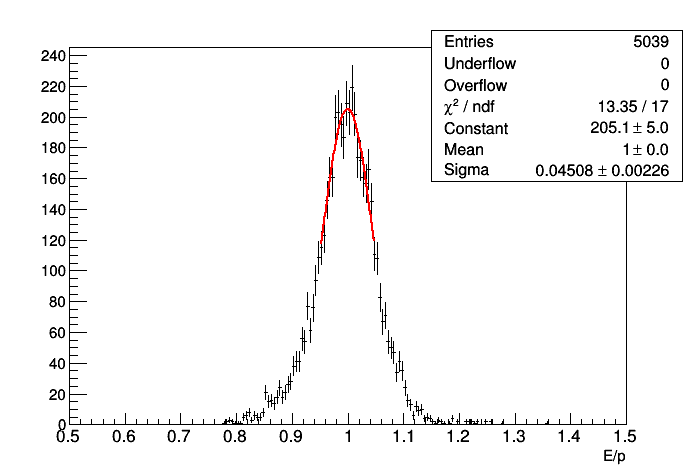 Entries 5039
Underflow 0
Overflow 0
χ² / ndf 13.35 / 17
Constant 205.1 ± 5.0
Mean 1 ± 0.0
Sigma 0.04508 ± 0.00226
240
220
200
180
160
140
120
100
80
60
40
20
0
0.5 0.6 0.7 0.8 0.9 1 1.1 1.2 1.3 1.4 1.5
E/p